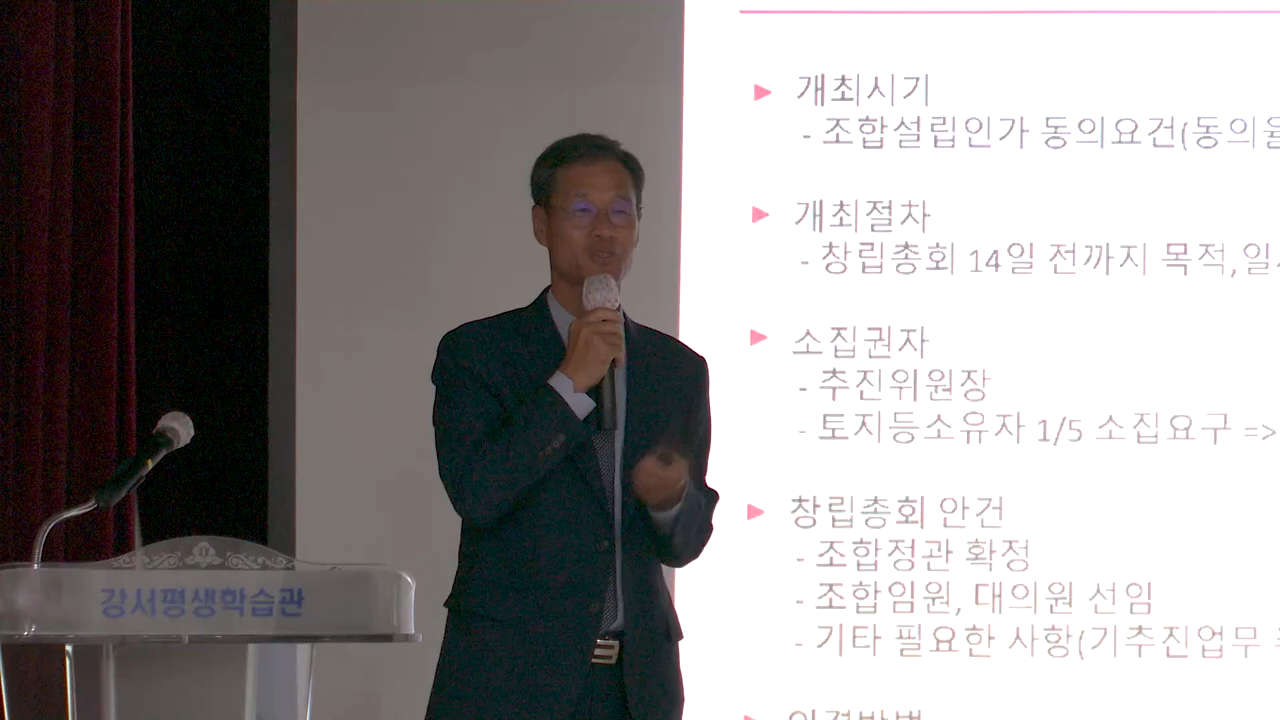 개최시기
- 조합설립인가 동의요건(동의율
개최절차
- 창립총회 14일 전까지 목적,일
소집권자
- 추진위원장
- 토지등소유자 1/5 소집요구 =>
창립총회 안건
- 조합정관 확정
- 조합임원, 대의원 선임
- 기타 필요한 사항(기추진업무
강서평생학습관